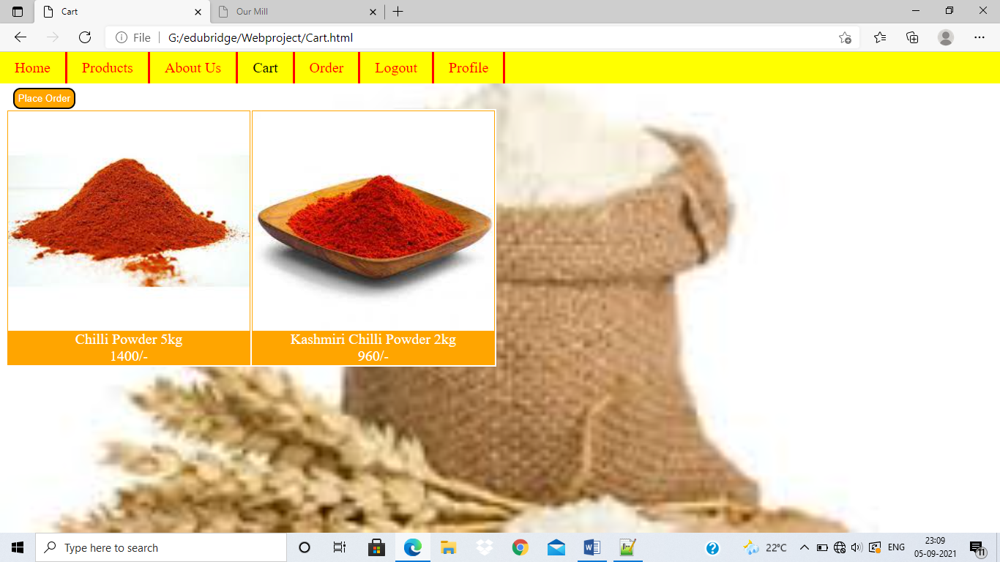 Cart
Our Mill
File
G:/edubridge/Webproject/Cart.html
Home Products About Us Cart Order Logout Profile
Place Order
Chilli Powder 5kg
1400/-
Kashmiri Chilli Powder 2kg
960/-
Type here to search
22°C
ENG
23:09
05-09-2021
11